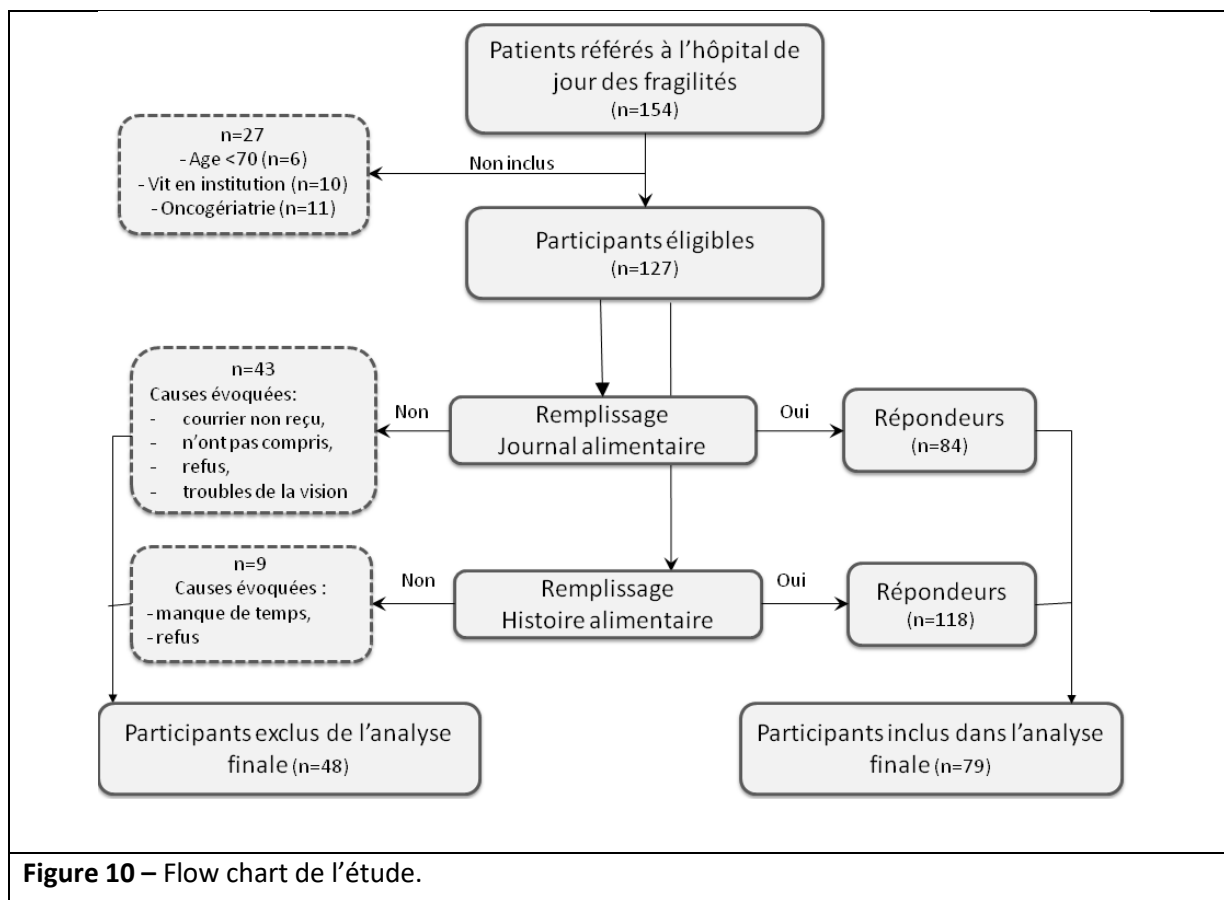 Patients référés à l’hôpital de
jour des fragilités
(n=154)
n=27
- Age <70 (n=6)
- Vit en institution (n=10)
- Oncogériatrie (n=11)
Non inclus
Participants éligibles
(n=127)
n=43
Causes évoquées:
- courrier non reçu,
- n’ont pas compris,
- refus,
- troubles de la vision
Non
Remplissage
Journal alimentaire
Oui
Répondeurs
(n=84)
n=9
Causes évoquées :
- manque de temps,
- refus
Non
Remplissage
Histoire alimentaire
Oui
Répondeurs
(n=118)
Participants exclus de l’analyse
finale (n=48)
Participants inclus dans l’analyse
finale (n=79)
Figure 10 – Flow chart de l’étude.